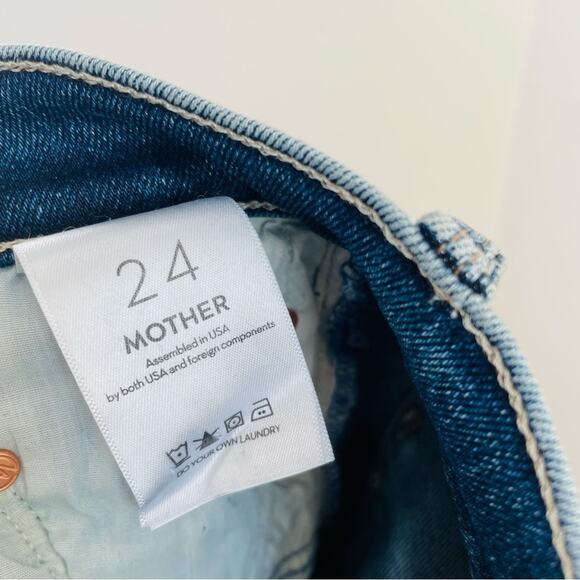 24
MOTHER
Assembled in USA
by both USA and foreign components
DO YOUR OWN LAUNDRY